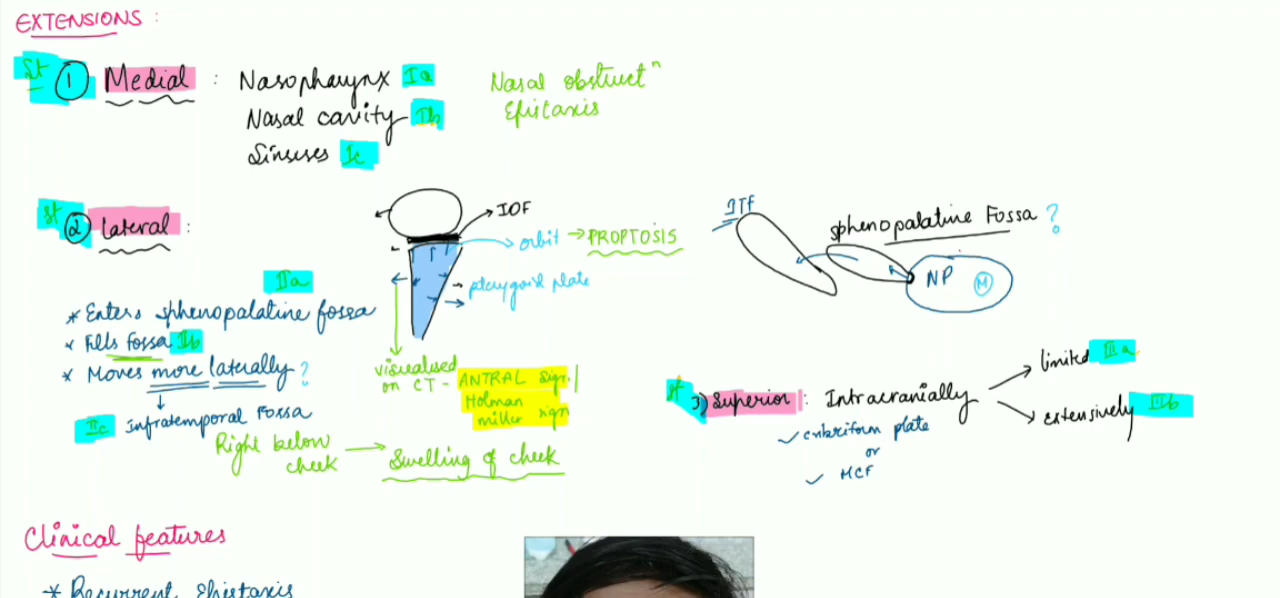 EXTENSIONS :
St ① Medial : Nasopharynx Ia
Nasal cavity Ib
Sinuses Ic
Nasal obstructⁿ
Epistaxis
St ② Lateral :
IIa
* Enters sphenopalatine fossa
* Fills fossa IIb
* Moves more laterally ?
IIc Infratemporal Fossa
Right below cheek → Swelling of cheek
IOF
orbit → PROPTOSIS
pterygoid plate
visualised on CT - ANTRAL sign /
Holman
miller sign
ITF
sphenopalatine Fossa ?
NP M
St 3) Superior : Intracranially
limited IIIa
extensively IIIb
✓ cribriform plate
or
✓ MCF
Clinical features
* Recurrent Epistaxis